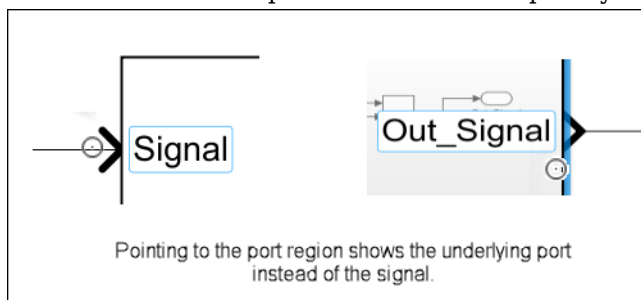 Signal
Out_Signal
Pointing to the port region shows the underlying port
instead of the signal.